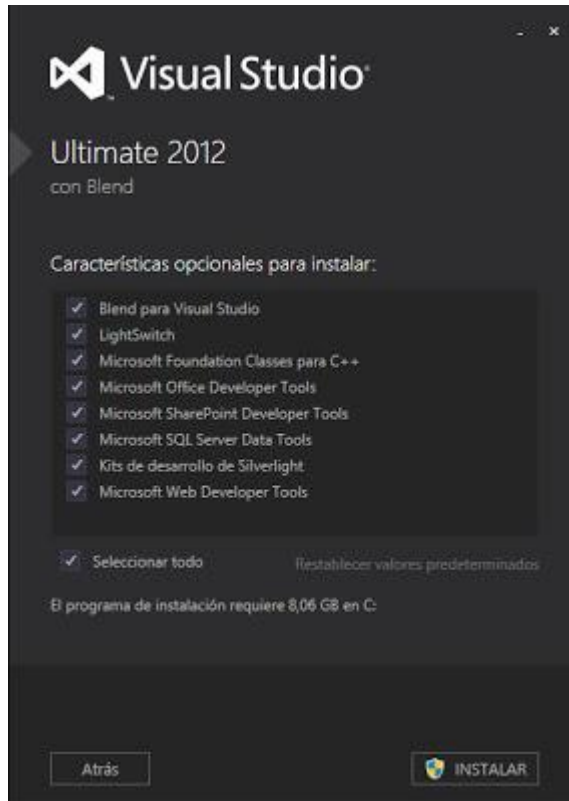 Visual Studio
Ultimate 2012
con Blend
Características opcionales para instalar:
Blend para Visual Studio
LightSwitch
Microsoft Foundation Classes para C++
Microsoft Office Developer Tools
Microsoft SharePoint Developer Tools
Microsoft SQL Server Data Tools
Kits de desarrollo de Silverlight
Microsoft Web Developer Tools
Seleccionar todo Restablecer valores predeterminados
El programa de instalación requiere 8,06 GB en C:
Atrás INSTALAR